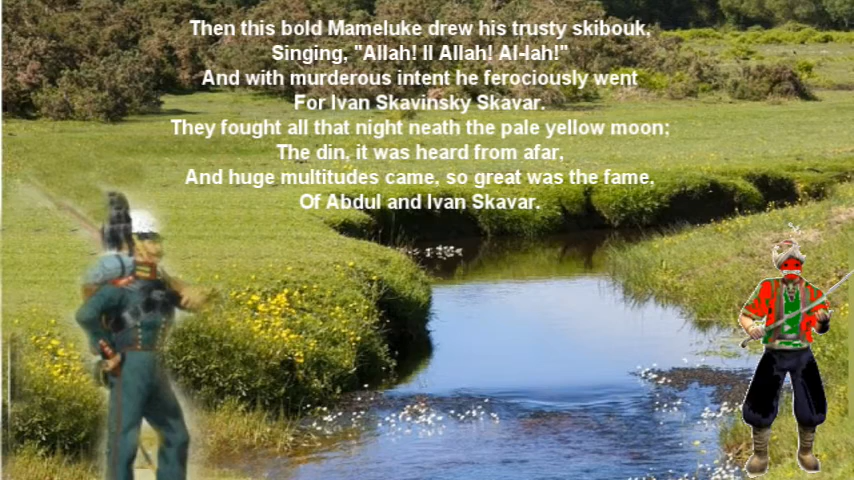 Then this bold Mameluke drew his trusty skibouk,
Singing, "Allah! Il Allah! Al-lah!"
And with murderous intent he ferociously went
For Ivan Skavinsky Skavar.
They fought all that night neath the pale yellow moon;
The din, it was heard from afar,
And huge multitudes came, so great was the fame,
Of Abdul and Ivan Skavar.